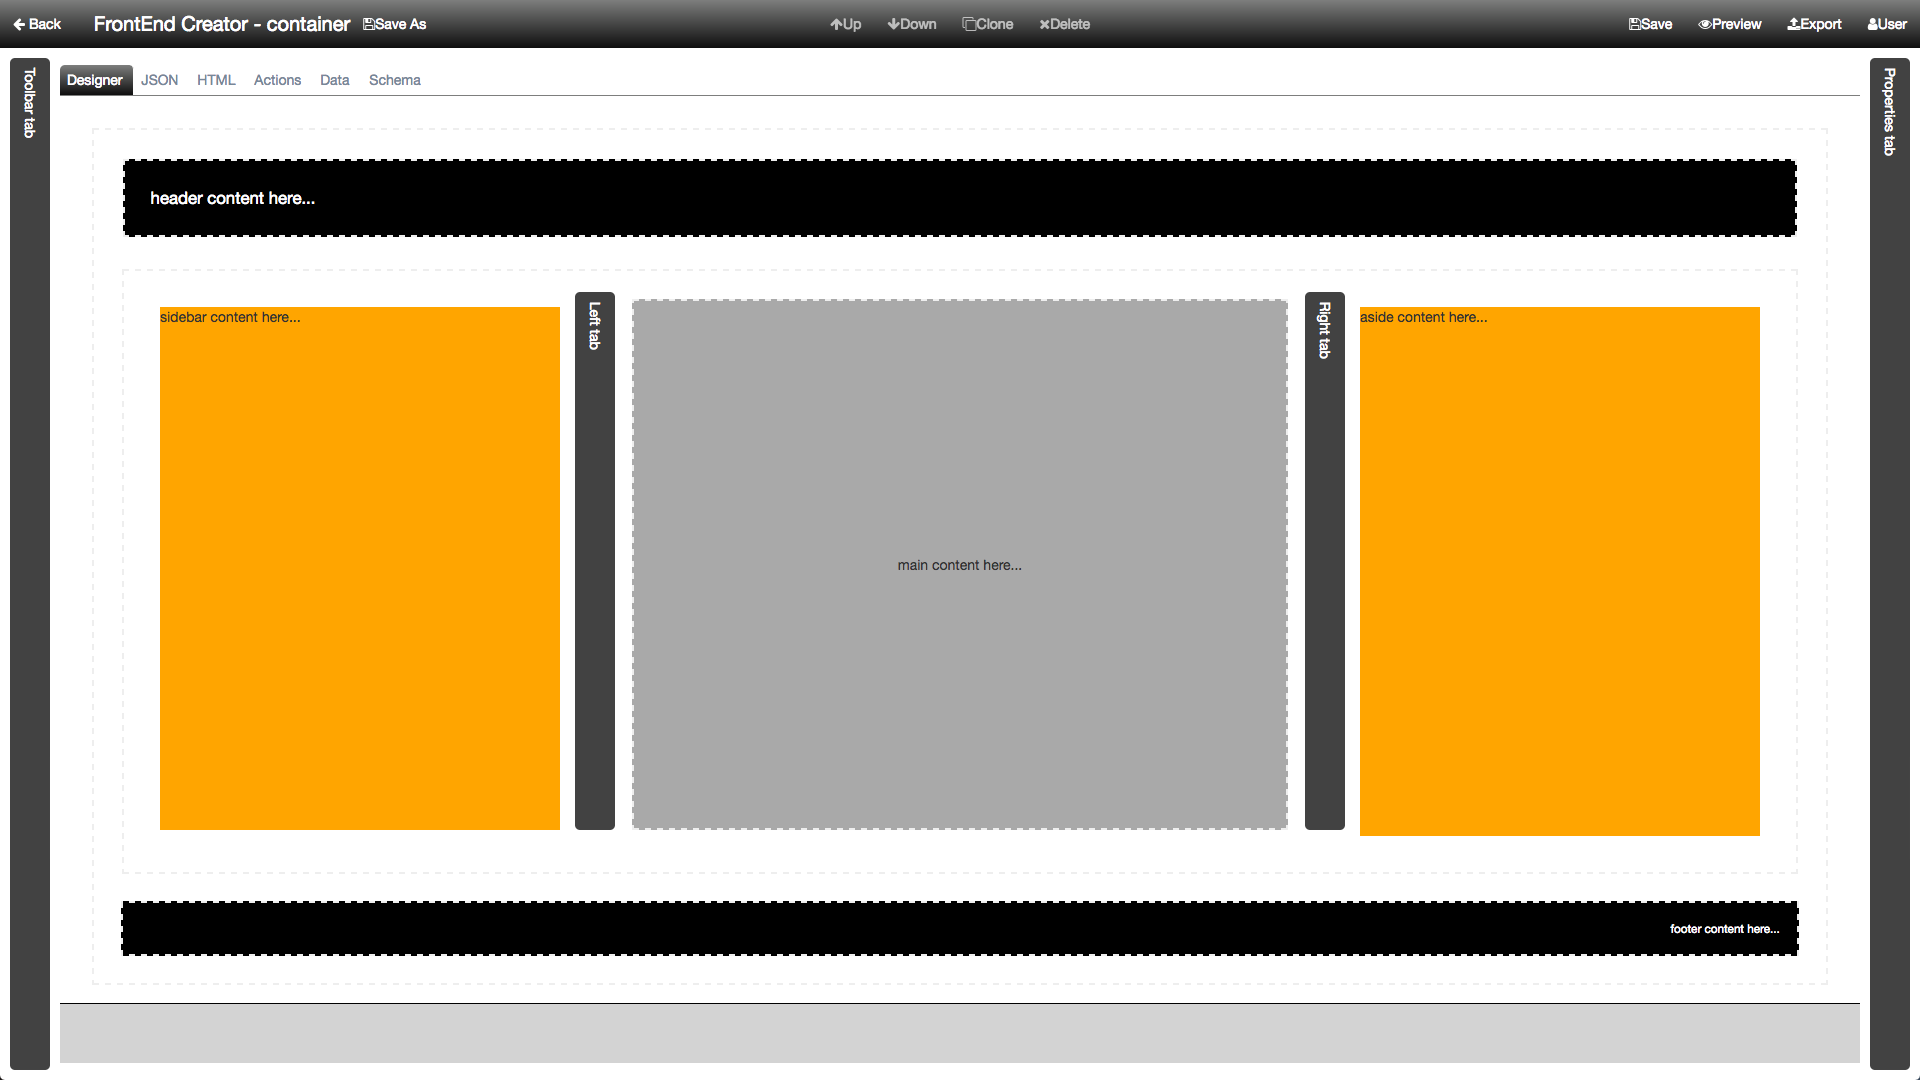 Back FrontEnd Creator - container Save As Up Down Clone Delete Save Preview Export User
Toolbar tab
Designer JSON HTML Actions Data Schema
Properties tab
header content here...
sidebar content here...
Left tab
main content here...
Right tab
aside content here...
footer content here...